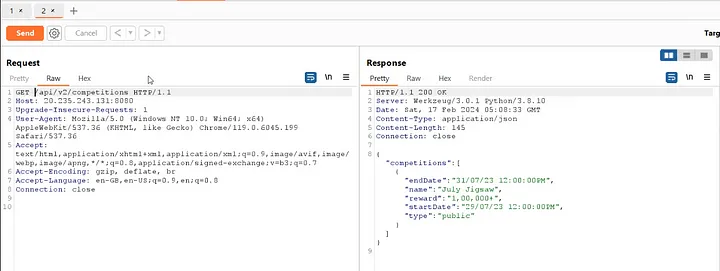 1 × 2 × +
Send Cancel < > Targ
Request
Pretty Raw Hex
\n
1 GET /api/v2/competitions HTTP/1.1
2 Host: 20.235.243.131:8080
3 Upgrade-Insecure-Requests: 1
4 User-Agent: Mozilla/5.0 (Windows NT 10.0; Win64; x64)
AppleWebKit/537.36 (KHTML, like Gecko) Chrome/119.0.6045.199
Safari/537.36
5 Accept:
text/html,application/xhtml+xml,application/xml;q=0.9,image/avif,image/
webp,image/apng,*/*;q=0.8,application/signed-exchange;v=b3;q=0.7
6 Accept-Encoding: gzip, deflate, br
7 Accept-Language: en-GB,en-US;q=0.9,en;q=0.8
8 Connection: close
9
10
Response
Pretty Raw Hex Render
\n
1 HTTP/1.1 200 OK
2 Server: Werkzeug/3.0.1 Python/3.8.10
3 Date: Sat, 17 Feb 2024 05:08:33 GMT
4 Content-Type: application/json
5 Content-Length: 145
6 Connection: close
7
8 {
"competitions":[
{
"endDate":"31/07/23 12:00:00PM",
"name":"July Jigsaw",
"reward":"1,00,000+",
"startDate":"29/07/23 12:00:00PM",
"type":"public"
}
]
}
9